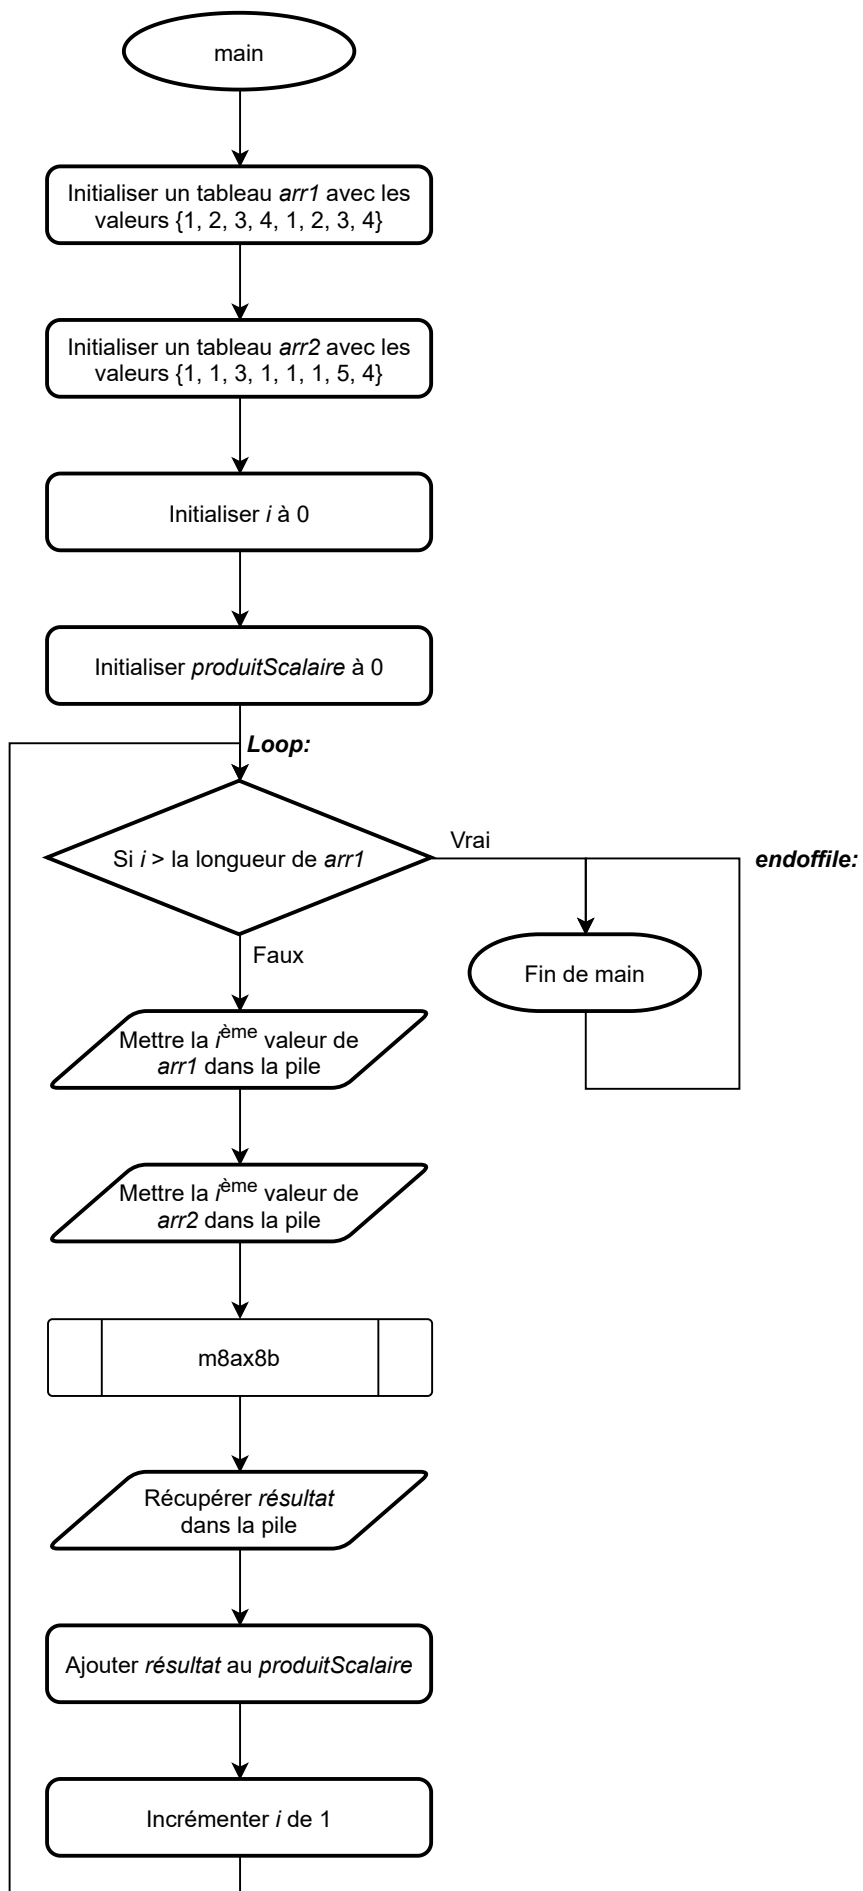 main
Initialiser un tableau arr1 avec les
valeurs {1, 2, 3, 4, 1, 2, 3, 4}
Initialiser un tableau arr2 avec les
valeurs {1, 1, 3, 1, 1, 1, 5, 4}
Initialiser i à 0
Initialiser produitScalaire à 0
Loop:
Si i > la longueur de arr1
Vrai
endoffile:
Faux
Fin de main
Mettre la ième valeur de
arr1 dans la pile
Mettre la ième valeur de
arr2 dans la pile
m8ax8b
Récupérer résultat
dans la pile
Ajouter résultat au produitScalaire
Incrémenter i de 1